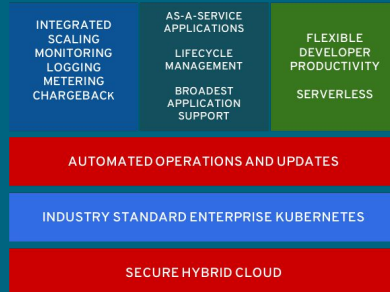 INTEGRATED
SCALING
MONITORING
LOGGING
METERING
CHARGEBACK
AS-A-SERVICE
APPLICATIONS
LIFECYCLE
MANAGEMENT
BROADEST
APPLICATION
SUPPORT
FLEXIBLE
DEVELOPER
PRODUCTIVITY
SERVERLESS
AUTOMATED OPERATIONS AND UPDATES
INDUSTRY STANDARD ENTERPRISE KUBERNETES
SECURE HYBRID CLOUD